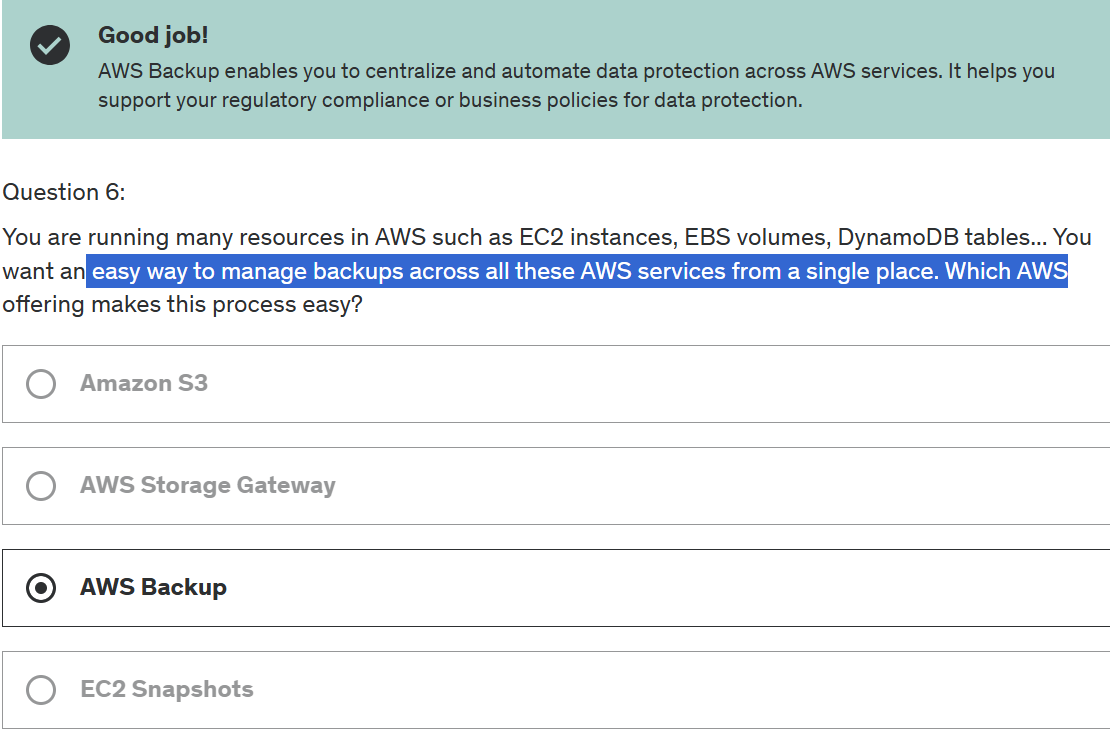 Good job!
AWS Backup enables you to centralize and automate data protection across AWS services. It helps you
support your regulatory compliance or business policies for data protection.
Question 6:
You are running many resources in AWS such as EC2 instances, EBS volumes, DynamoDB tables... You
want an easy way to manage backups across all these AWS services from a single place. Which AWS
offering makes this process easy?
Amazon S3
AWS Storage Gateway
AWS Backup
EC2 Snapshots